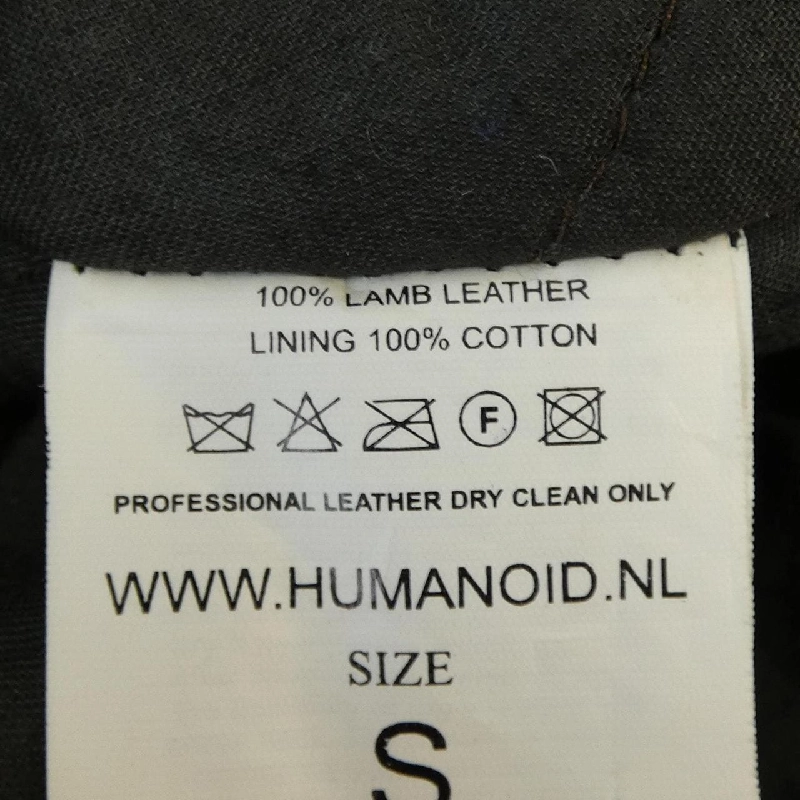 100% LAMB LEATHER
LINING 100% COTTON
F
PROFESSIONAL LEATHER DRY CLEAN ONLY
WWW.HUMANOID.NL
SIZE
S